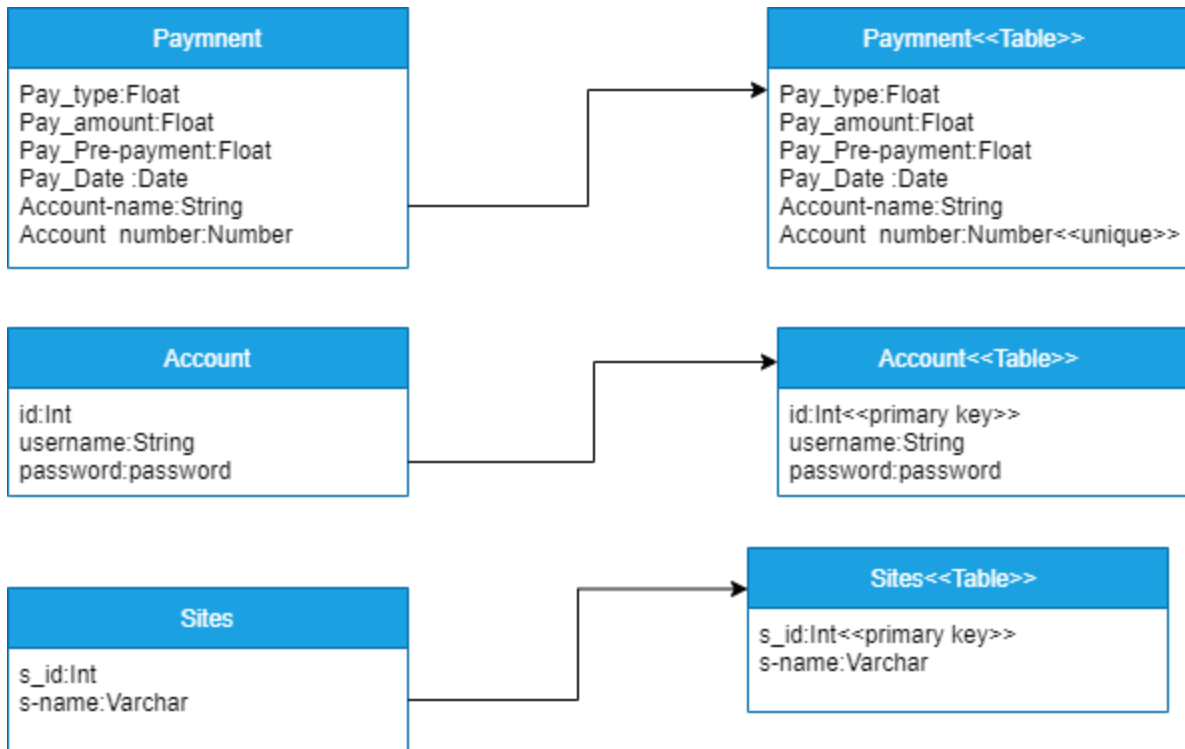 Paymnent
Pay_type:Float
Pay_amount:Float
Pay_Pre-payment:Float
Pay_Date :Date
Account-name:String
Account  number:Number
Paymnent<<Table>>
Pay_type:Float
Pay_amount:Float
Pay_Pre-payment:Float
Pay_Date :Date
Account-name:String
Account  number:Number<<unique>>
Account
id:Int
username:String
password:password
Account<<Table>>
id:Int<<primary key>>
username:String
password:password
Sites
s_id:Int
s-name:Varchar
Sites<<Table>>
s_id:Int<<primary key>>
s-name:Varchar